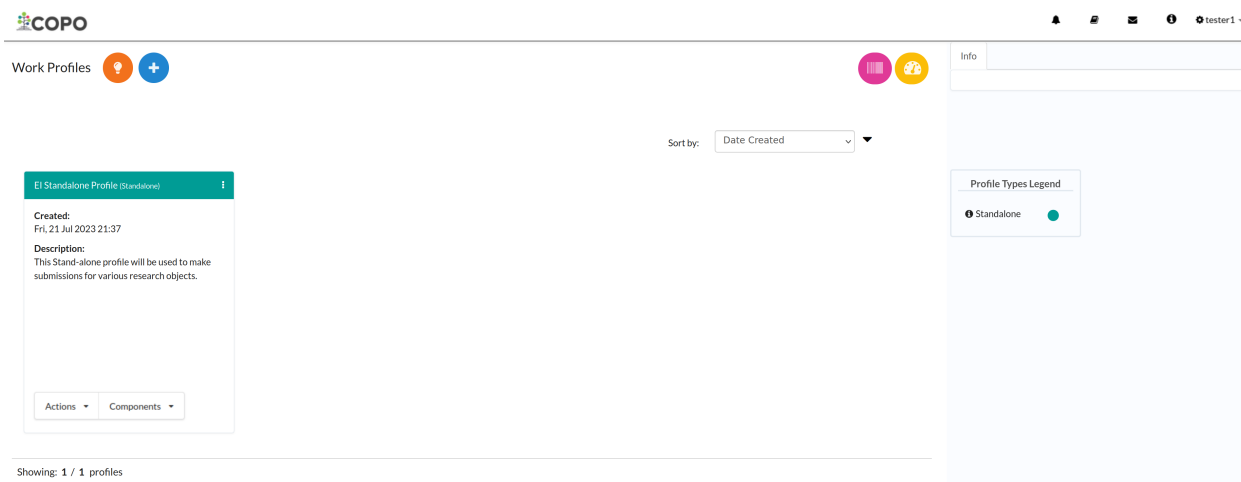 COPO
tester1
Work Profiles
Info
Sort by: Date Created
EI Standalone Profile (Standalone)
Created:
Fri, 21 Jul 2023 21:37
Description:
This Stand-alone profile will be used to make
submissions for various research objects.
Actions
Components
Profile Types Legend
Standalone
Showing: 1 / 1 profiles